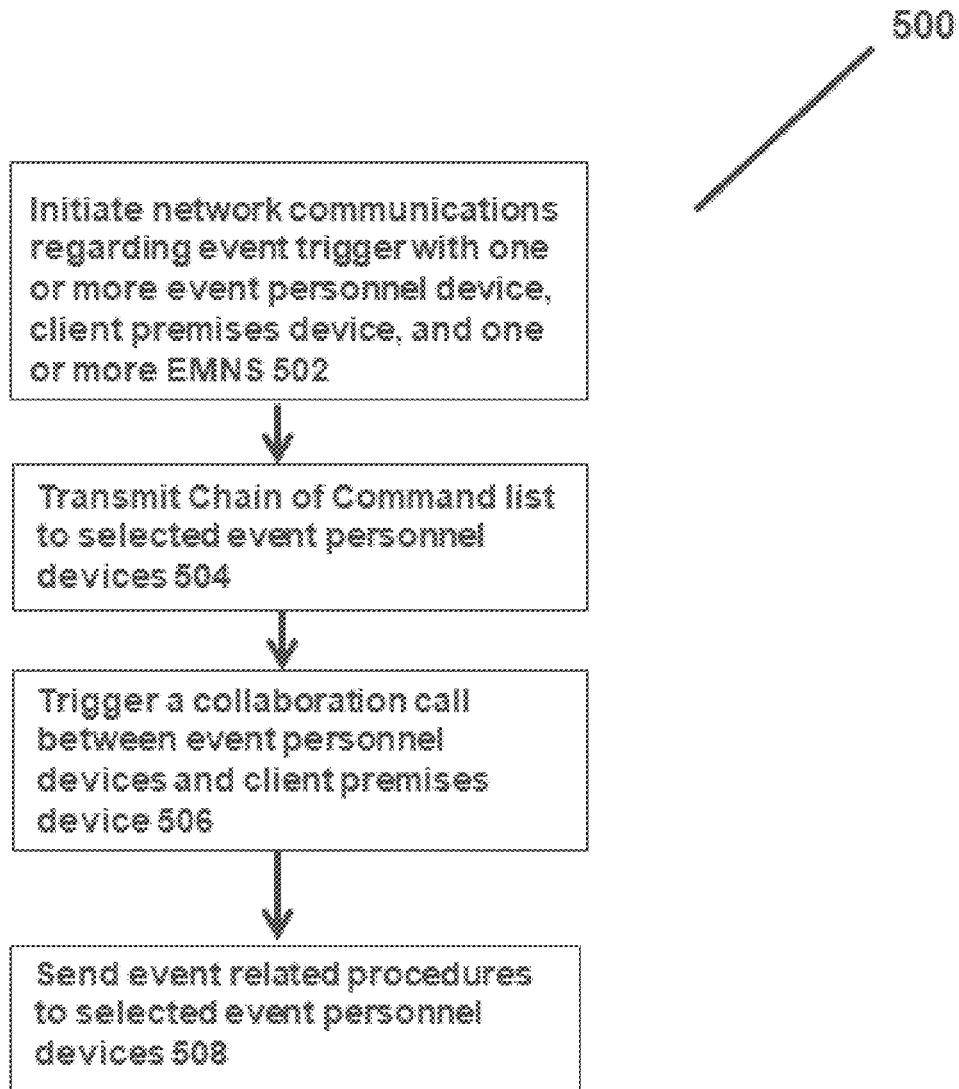 500
Initiate network communications
regarding event trigger with one
or more event personnel device,
client premises device, and one
or more EMNS 502
Transmit Chain of Command list
to selected event personnel
devices 504
Trigger a collaboration call
between event personnel
devices and client premises
device 506
Send event related procedures
to selected event personnel
devices 508